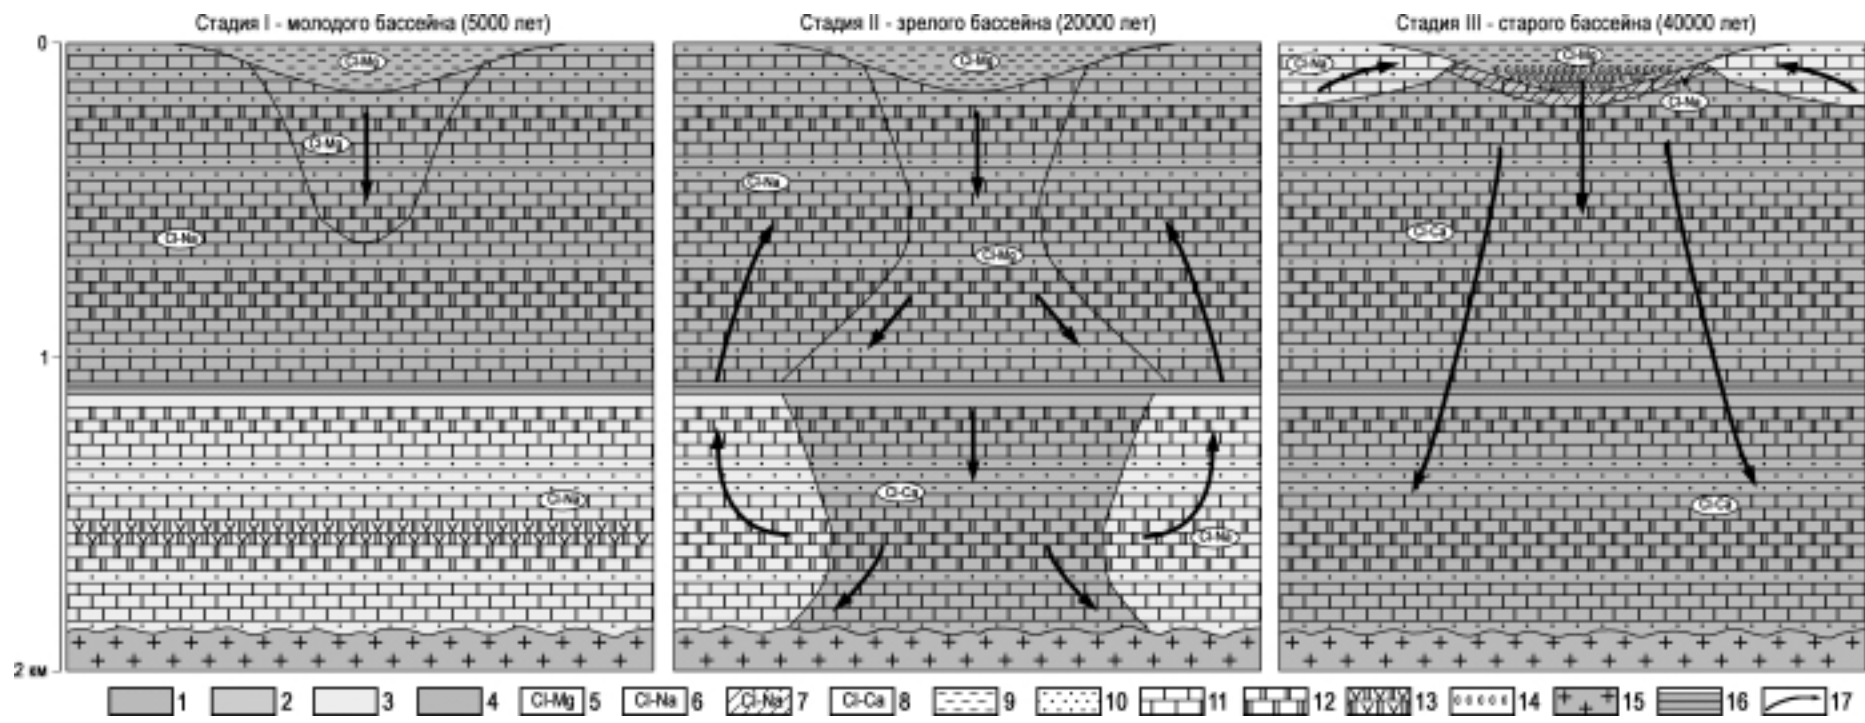 Стадия I - молодого бассейна (5000 лет)
Стадия II - зрелого бассейна (20000 лет)
Стадия III - старого бассейна (40000 лет)
0
Cl-Mg
Cl-Mg
Cl-Mg
Cl-Na
Cl-Na
Cl-Mg
Cl-Na
Cl-Na
Cl-Mg
Cl-Ca
1
Cl-Na
Cl-Ca
Cl-Na
Cl-Ca
2 км
1 2 3 4 Cl-Mg 5 Cl-Na 6 Cl-Na 7 Cl-Ca 8 9 10 11 12 13 14 15 16 17